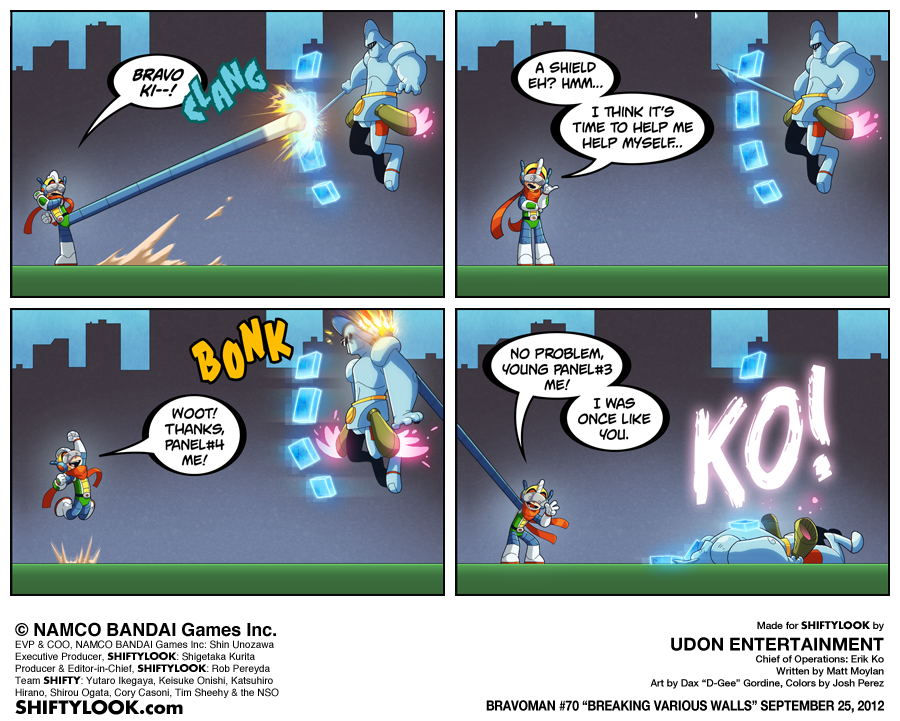 BRAVO
KI--!
CLANG
A SHIELD
EH? HMM...
I THINK IT'S
TIME TO HELP ME
HELP MYSELF...
BONK
WOOT!
THANKS,
PANEL#4
ME!
NO PROBLEM,
YOUNG PANEL#3
ME!
I WAS
ONCE LIKE
YOU.
KO!
© NAMCO BANDAI Games Inc.
EVP & COO, NAMCO BANDAI Games Inc: Shin Unozawa
Executive Producer, SHIFTYLOOK: Shigetaka Kurita
Producer & Editor-in-Chief, SHIFTYLOOK: Rob Pereyda
Team SHIFTY: Yutaro Ikegaya, Keisuke Onishi, Katsuhiro
Hirano, Shirou Ogata, Cory Casoni, Tim Sheehy & the NSO
SHIFTYLOOK.com
Made for SHIFTYLOOK by
UDON ENTERTAINMENT
Chief of Operations: Erik Ko
Written by Matt Moylan
Art by Dax "D-Gee" Gordine, Colors by Josh Perez
BRAVOMAN #70 "BREAKING VARIOUS WALLS" SEPTEMBER 25, 2012